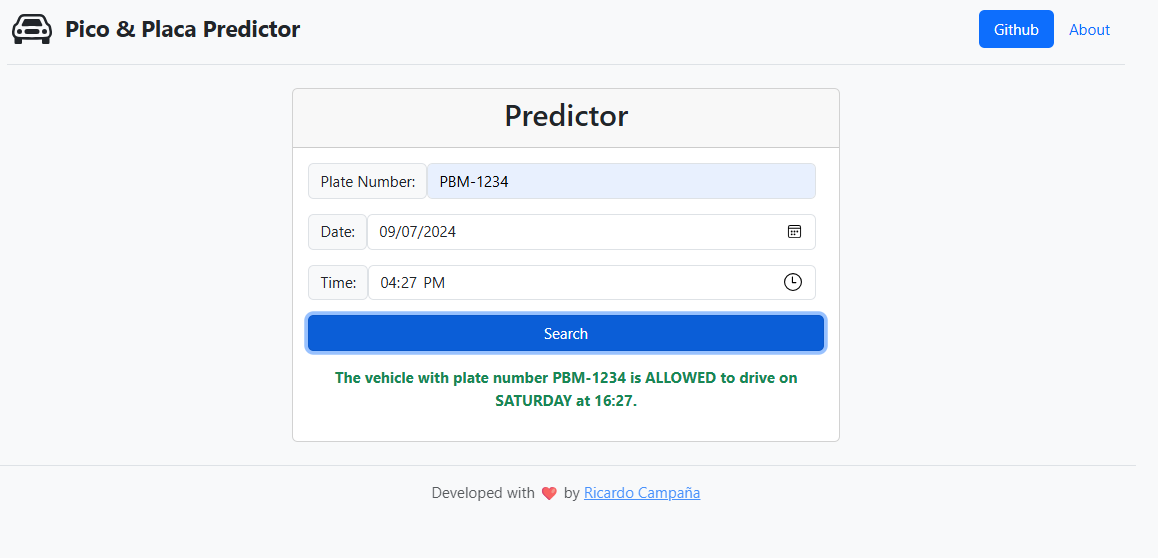 Pico & Placa Predictor
Github
About
Predictor
Plate Number:
PBM-1234
Date:
09/07/2024
Time:
04:27 PM
Search
The vehicle with plate number PBM-1234 is ALLOWED to drive on
SATURDAY at 16:27.
Developed with ❤️ by Ricardo Campaña